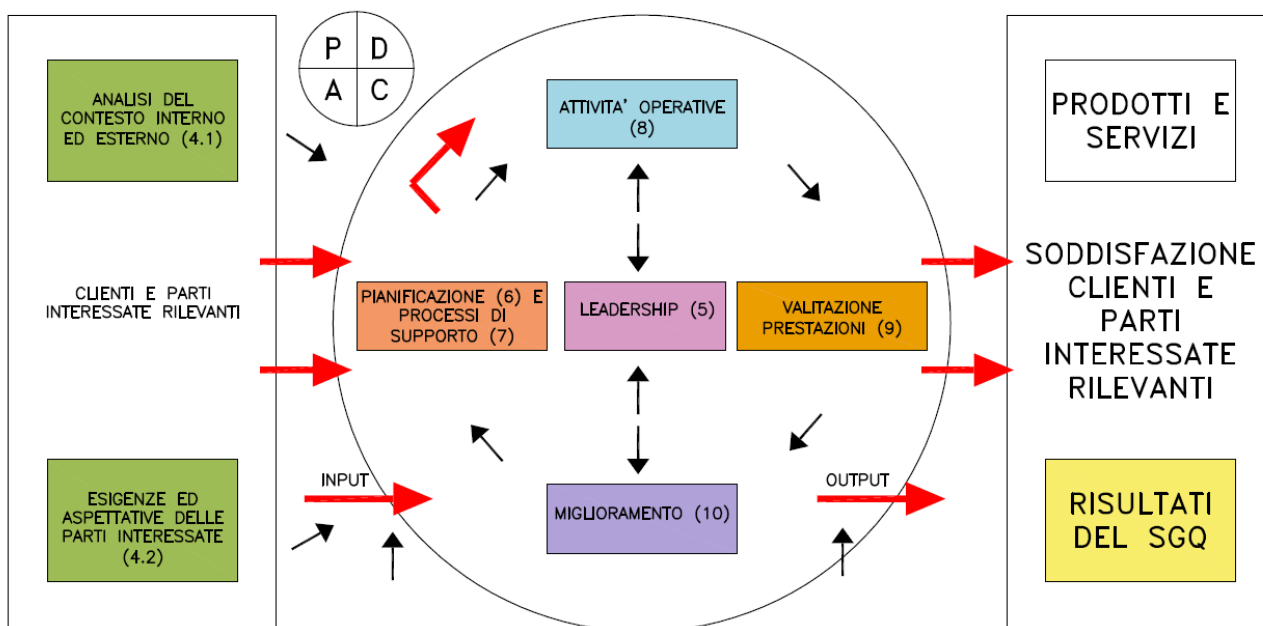 ANALISI DEL
CONTESTO INTERNO
ED ESTERNO (4.1)
CLIENTI E PARTI
INTERESSATE RILEVANTI
ESIGENZE ED
ASPETTATIVE DELLE
PARTI INTERESSATE
(4.2)
P D
A C
ATTIVITA' OPERATIVE
(8)
PIANIFICAZIONE (6) E
PROCESSI DI
SUPPORTO (7)
LEADERSHIP (5)
VALITAZIONE
PRESTAZIONI (9)
INPUT
MIGLIORAMENTO (10)
OUTPUT
PRODOTTI E
SERVIZI
SODDISFAZIONE
CLIENTI E
PARTI
INTERESSATE
RILEVANTI
RISULTATI
DEL SGQ